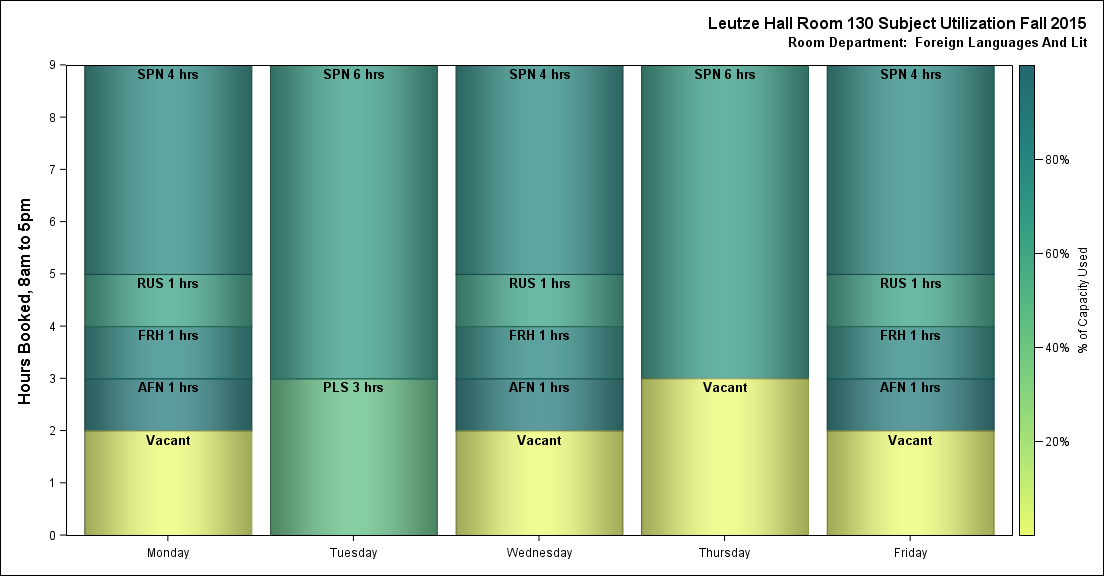 Leutze Hall Room 130 Subject Utilization Fall 2015
Room Department:  Foreign Languages And Lit
Hours Booked, 8am to 5pm
9
8
7
6
5
4
3
2
1
0
SPN 4 hrs
RUS 1 hrs
FRH 1 hrs
AFN 1 hrs
Vacant
Monday
SPN 6 hrs
PLS 3 hrs
Tuesday
SPN 4 hrs
RUS 1 hrs
FRH 1 hrs
AFN 1 hrs
Vacant
Wednesday
SPN 6 hrs
Vacant
Thursday
SPN 4 hrs
RUS 1 hrs
FRH 1 hrs
AFN 1 hrs
Vacant
Friday
80%
60%
40%
20%
% of Capacity Used